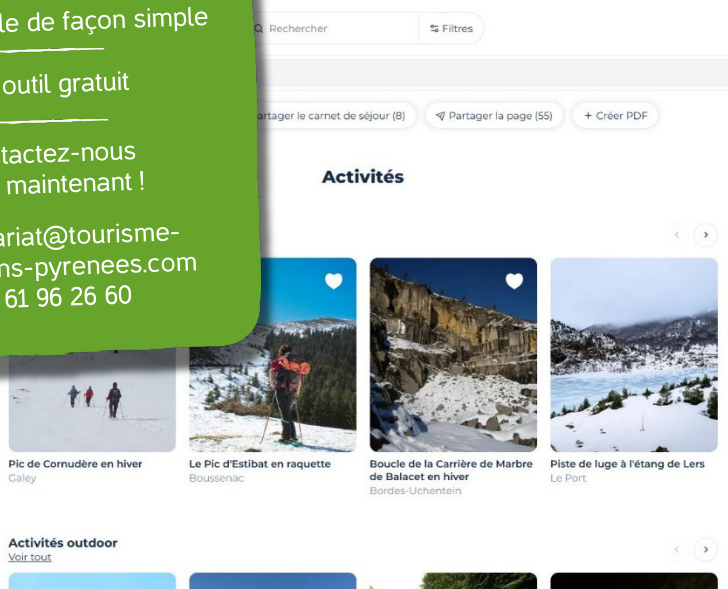 le de façon simple
outil gratuit
tactez-nous
maintenant !
ariat@tourisme-
ns-pyrenees.com
61 96 26 60
Rechercher
Filtres
artager le carnet de séjour (8)
Partager la page (55)
+ Créer PDF
Activités
Pic de Cornudère en hiver
Galey
Le Pic d'Estibat en raquette
Boussenac
Boucle de la Carrière de Marbre
de Balacet en hiver
Bordes-Uchentein
Piste de luge à l'étang de Lers
Le Port
Activités outdoor
Voir tout